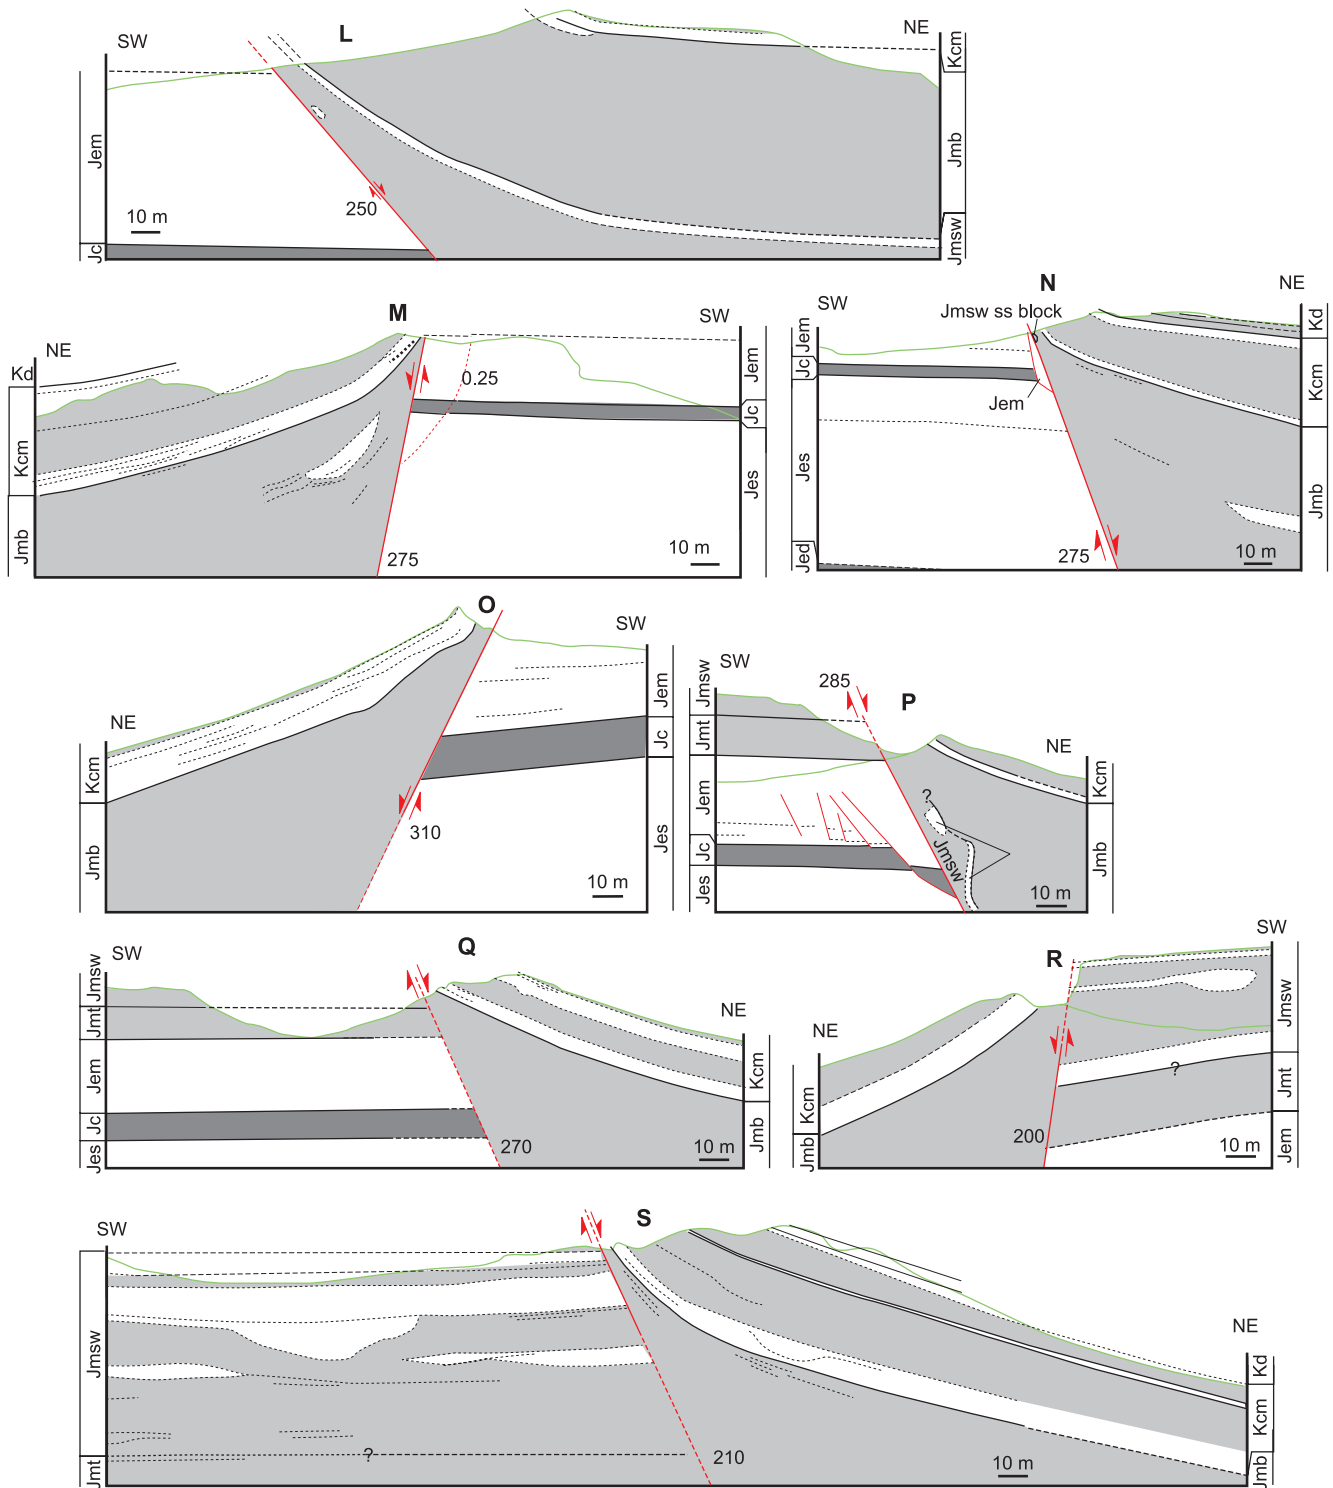 L
SW
NE
Jem
Jc
Kcm
Jmb
Jmsw
250
10 m
M
NE
SW
Kd
Kcm
Jmb
0.25
275
10 m
Jem
Jc
Jes
N
SW
NE
Jmsw ss block
Jem
Jem
Jc
Jes
Jed
Kd
Kcm
Jmb
275
10 m
O
NE
SW
Kcm
Jmb
310
10 m
Jem
Jc
Jes
P
SW
NE
285
Jmsw
Jmt
Jem
Jc
Jes
?
Jmsw
Kcm
Jmb
10 m
Q
SW
NE
Jmsw
Jmt
Jem
Jc
Jes
270
10 m
Kcm
Jmb
R
NE
SW
Kcm
Jmb
?
200
10 m
Jmsw
Jmt
Jem
S
SW
NE
Jmsw
Jmt
?
210
10 m
Kd
Kcm
Jmb